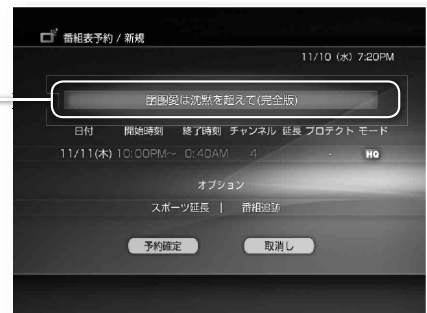 番組表予約 / 新規
11/10 (水) 7:20PM
愛は沈黙を超えて(完全版)
日付 開始時刻 終了時刻 チャンネル 延長 プロテクト モード
11/11(木) 10:00PM~ 0:40AM 4 - HQ
オプション
スポーツ延長 | 番組追跡
予約確定 取消し